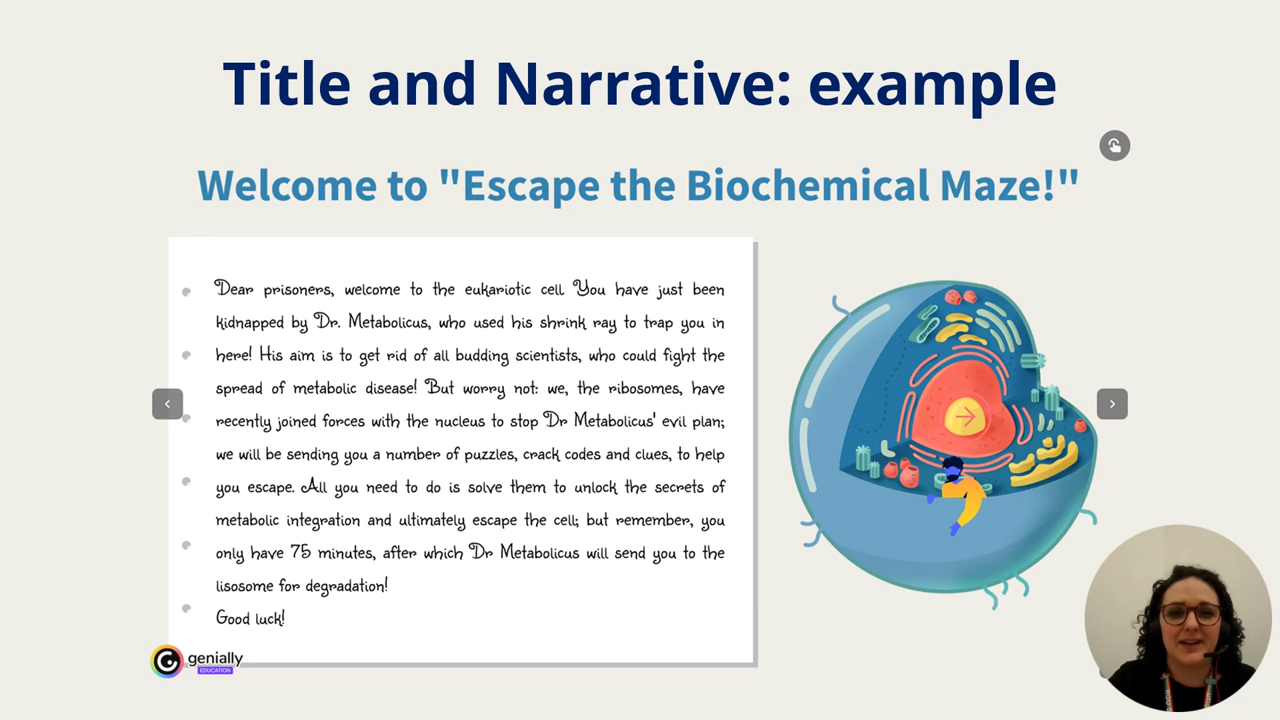 Title and Narrative: example
Welcome to "Escape the Biochemical Maze!"
Dear prisoners, welcome to the eukariotic cell. You have just been
kidnapped by Dr. Metabolicus, who used his shrink ray to trap you in
here! His aim is to get rid of all budding scientists, who could fight the
spread of metabolic disease! But worry not: we, the ribosomes, have
recently joined forces with the nucleus to stop Dr Metabolicus' evil plan;
we will be sending you a number of puzzles, crack codes and clues, to help
you escape. All you need to do is solve them to unlock the secrets of
metabolic integration and ultimately escape the cell; but remember, you
only have 75 minutes, after which Dr Metabolicus will send you to the
lisosome for degradation!
Good luck!
genially
EDUCATION